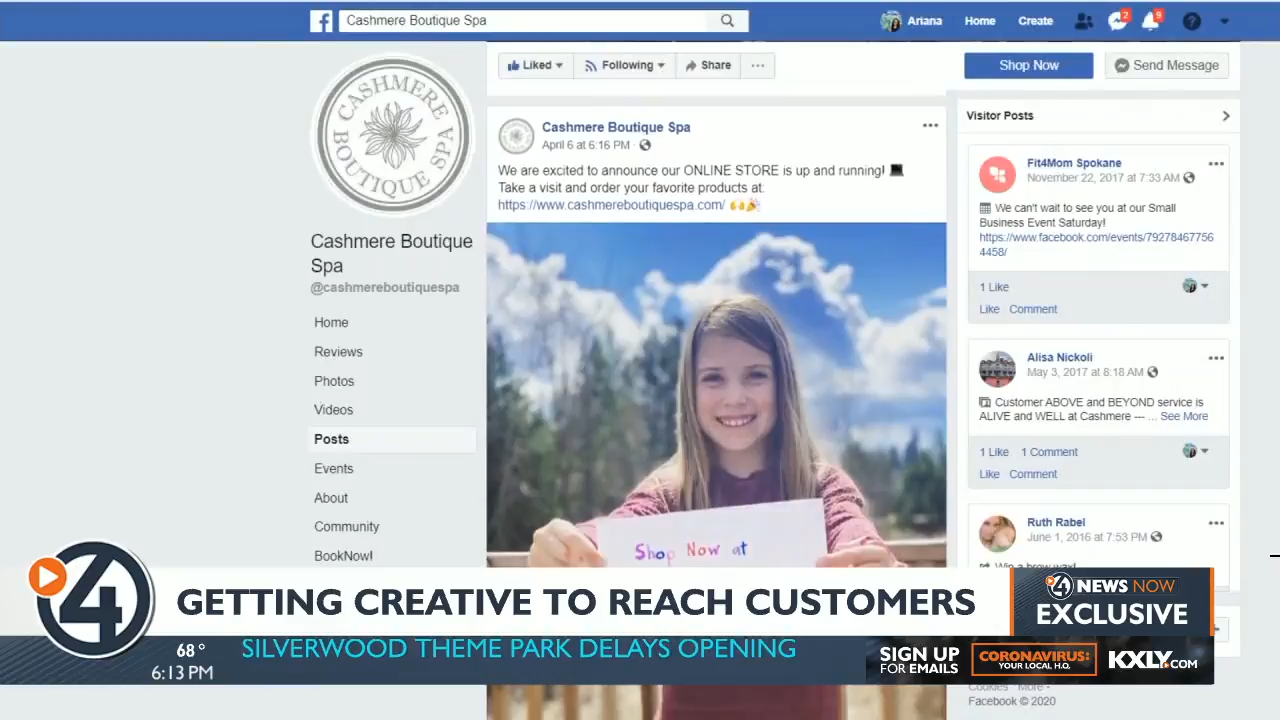 Cashmere Boutique Spa
Ariana
Home
Create
2
9
Liked
Following
Share
Shop Now
Send Message
CASHMERE BOUTIQUE SPA
Cashmere Boutique
Spa
@cashmereboutiquespa
Home
Reviews
Photos
Videos
Posts
Events
About
Community
BookNow!
Cashmere Boutique Spa
April 6 at 6:16 PM
We are excited to announce our ONLINE STORE is up and running!
Take a visit and order your favorite products at:
https://www.cashmereboutiquespa.com/
Shop Now at
Visitor Posts
Fit4Mom Spokane
November 22, 2017 at 7:33 AM
We can't wait to see you at our Small
Business Event Saturday!
https://www.facebook.com/events/79278467756
4458/
1 Like
Like Comment
Alisa Nickoli
May 3, 2017 at 8:18 AM
Customer ABOVE and BEYOND service is
ALIVE and WELL at Cashmere --- ... See More
1 Like 1 Comment
Like Comment
Ruth Rabel
June 1, 2016 at 7:53 PM
Win a brow wax!
4
GETTING CREATIVE TO REACH CUSTOMERS
4 NEWS NOW
EXCLUSIVE
68°
6:13 PM
SILVERWOOD THEME PARK DELAYS OPENING
SIGN UP
FOR EMAILS
CORONAVIRUS:
YOUR LOCAL H.Q.
KXLY.COM
Cookies · More
Facebook © 2020